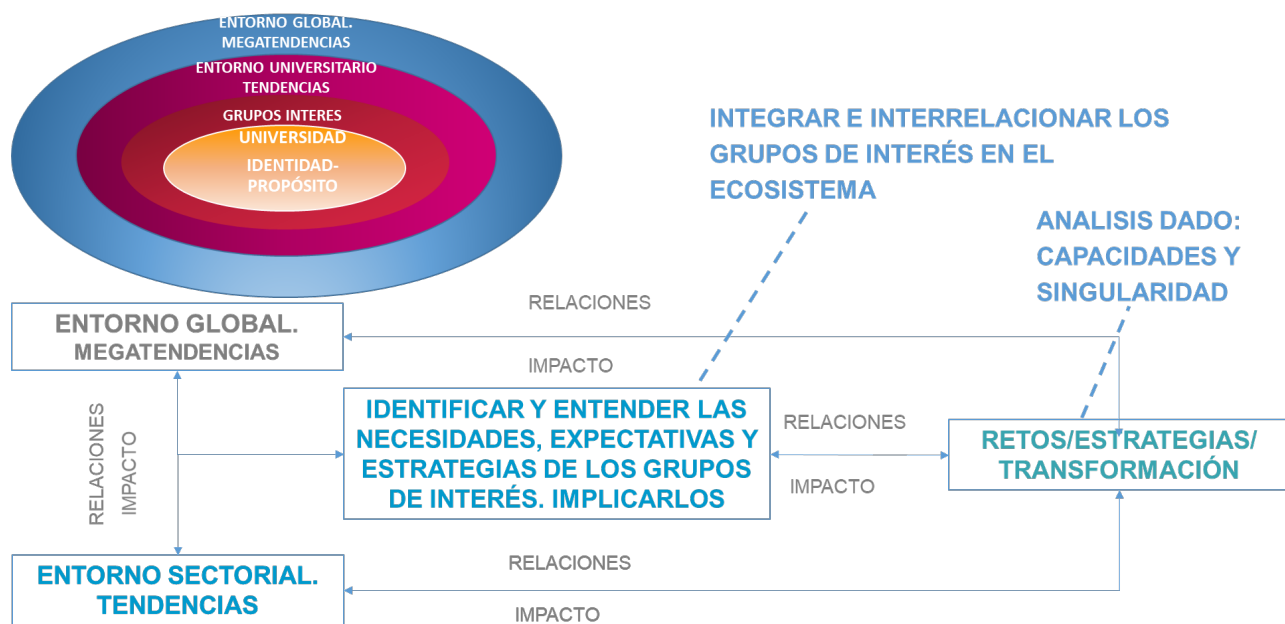 ENTORNO GLOBAL.
MEGATENDENCIAS
ENTORNO UNIVERSITARIO
TENDENCIAS
GRUPOS INTERES
UNIVERSIDAD
IDENTIDAD-
PROPÓSITO
INTEGRAR E INTERRELACIONAR LOS
GRUPOS DE INTERÉS EN EL
ECOSISTEMA
ANALISIS DADO:
CAPACIDADES Y
SINGULARIDAD
ENTORNO GLOBAL.
MEGATENDENCIAS
RELACIONES
IMPACTO
RELACIONES
IMPACTO
IDENTIFICAR Y ENTENDER LAS
NECESIDADES, EXPECTATIVAS Y
ESTRATEGIAS DE LOS GRUPOS
DE INTERÉS. IMPLICARLOS
RELACIONES
IMPACTO
RETOS/ESTRATEGIAS/
TRANSFORMACIÓN
ENTORNO SECTORIAL.
TENDENCIAS
RELACIONES
IMPACTO